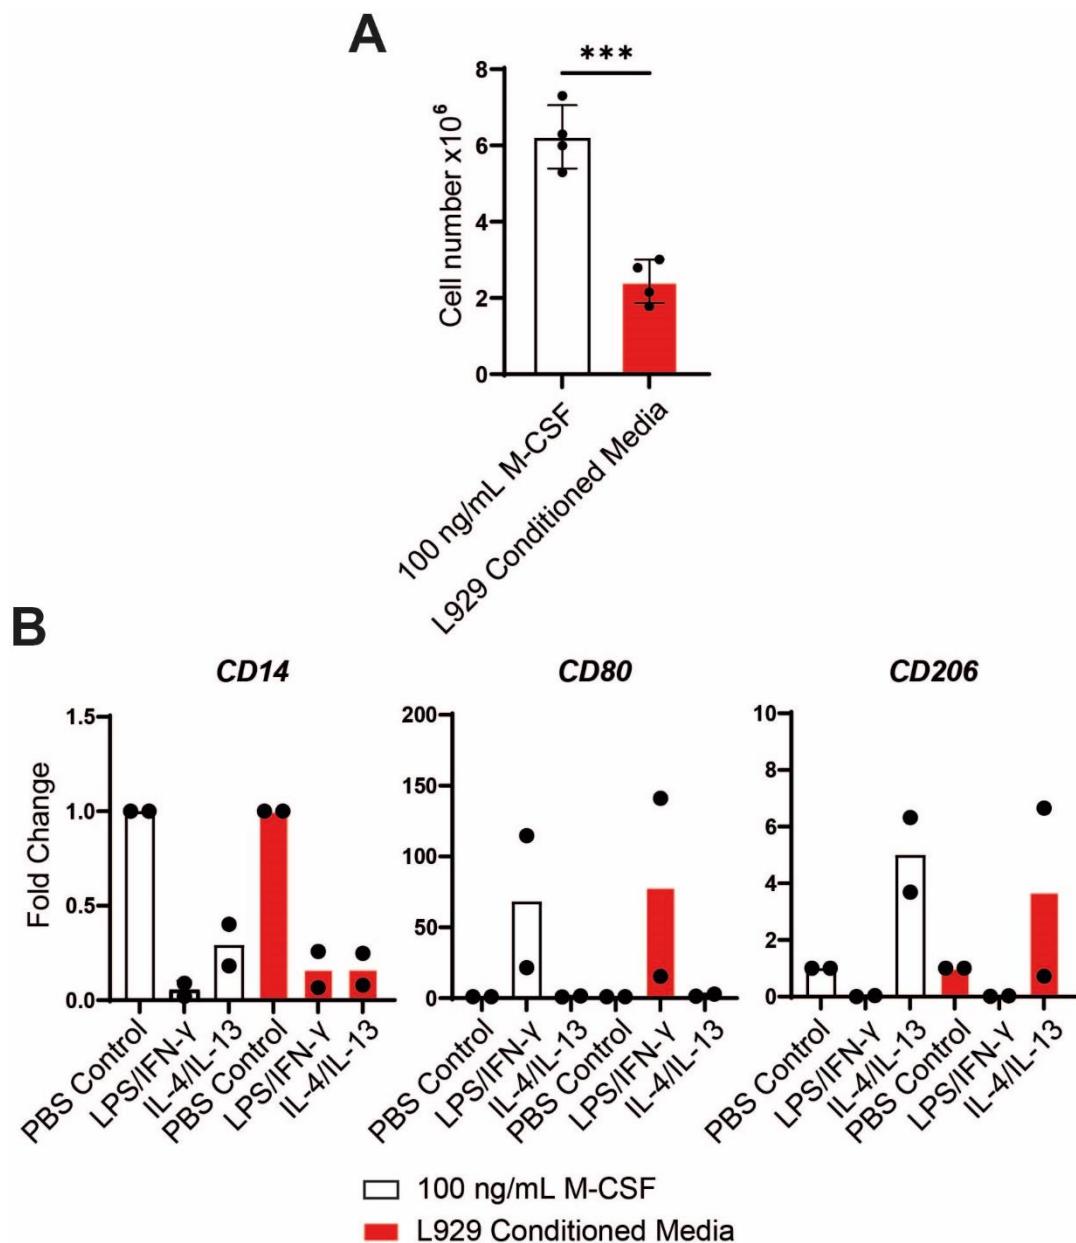 A
***
8
6
4
2
0
Cell number x10⁶
100 ng/mL M-CSF
L929 Conditioned Media
B
CD14
CD80
CD206
Fold Change
1.5
1.0
0.5
0.0
PBS Control
LPS/IFN-γ
IL-4/IL-13
PBS Control
LPS/IFN-γ
IL-4/IL-13
200
150
100
50
0
PBS Control
LPS/IFN-γ
IL-4/IL-13
PBS Control
LPS/IFN-γ
IL-4/IL-13
10
8
6
4
2
0
PBS Control
LPS/IFN-γ
IL-4/IL-13
PBS Control
LPS/IFN-γ
IL-4/IL-13
100 ng/mL M-CSF
L929 Conditioned Media